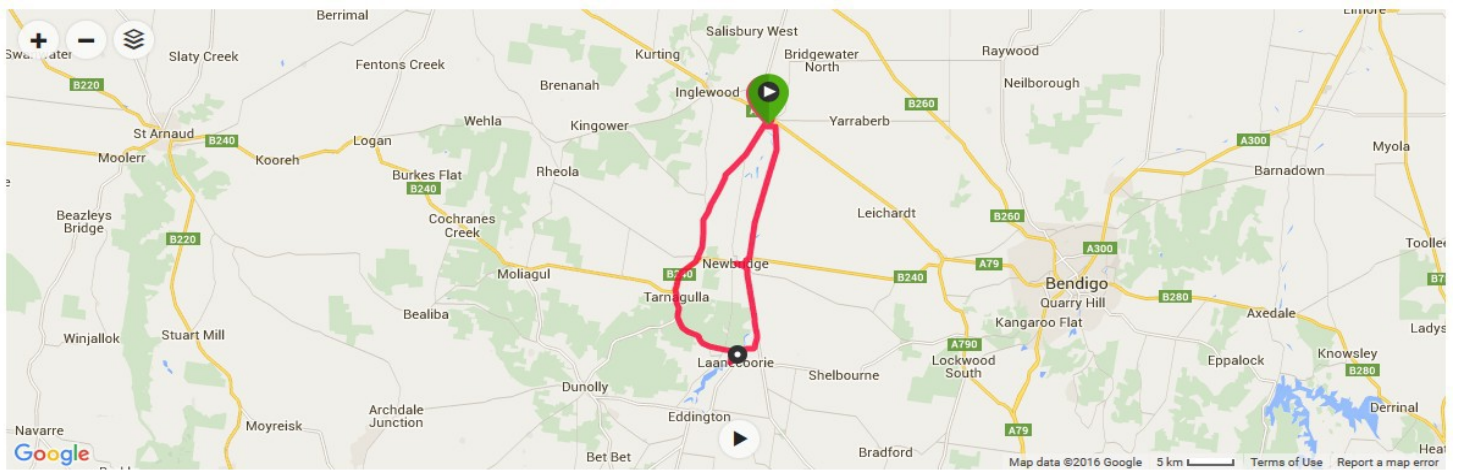 Berrimal
Elmore
Salisbury West
Swanwater
Slaty Creek
Fentons Creek
Kurting
Bridgewater
North
Raywood
B220
Brenanah
Inglewood
Neilborough
B260
St Arnaud
B240
Logan
Wehla
Kingower
Yarraberb
A300
Myola
Moolerr
Kooreh
Burkes Flat
B240
Rheola
Barnadown
Beazleys
Bridge
Cochranes
Creek
Leichardt
B260
B220
A300
Moliagul
B240
Newbridge
A79
B240
Bendigo
Tarnagulla
B280
Quarry Hill
Bealiba
Kangaroo Flat
Axedale
Winjallok
Stuart Mill
A790
Laanecoorie
Lockwood
South
Eppalock
Knowsley
B280
Shelbourne
Dunolly
Archdale
Junction
Eddington
Derrinal
Navarre
Moyreisk
A79
Bet Bet
Bradford
Google
Map data ©2016 Google 5 km Terms of Use Report a map error